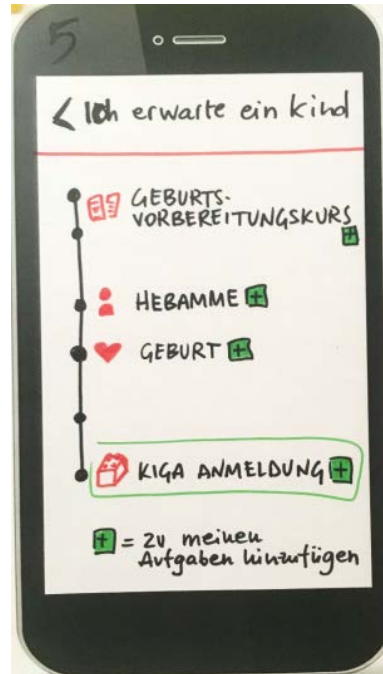 5
< Ich erwarte ein kind
GEBURTS-
VORBEREITUNGSKURS
+
HEBAMME +
GEBURT +
KIGA ANMELDUNG +
+ = zu meinen
Aufgaben hinzufügen